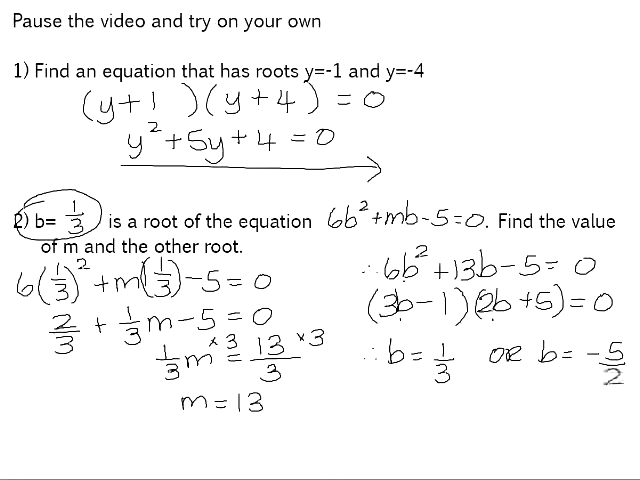 Pause the video and try on your own
1) Find an equation that has roots y=-1 and y=-4
(y+1)(y+4) = 0
y²+5y+4 = 0
2) b= 1/3 is a root of the equation 6b²+mb-5=0. Find the value
of m and the other root.
6(1/3)²+m(1/3)-5=0
2/3 + 1/3 m - 5 = 0
1/3 m ×3 = 13/3 ×3
m = 13
∴ 6b²+13b-5= 0
(3b-1)(2b+5)=0
∴ b= 1/3 OR b= -5/2